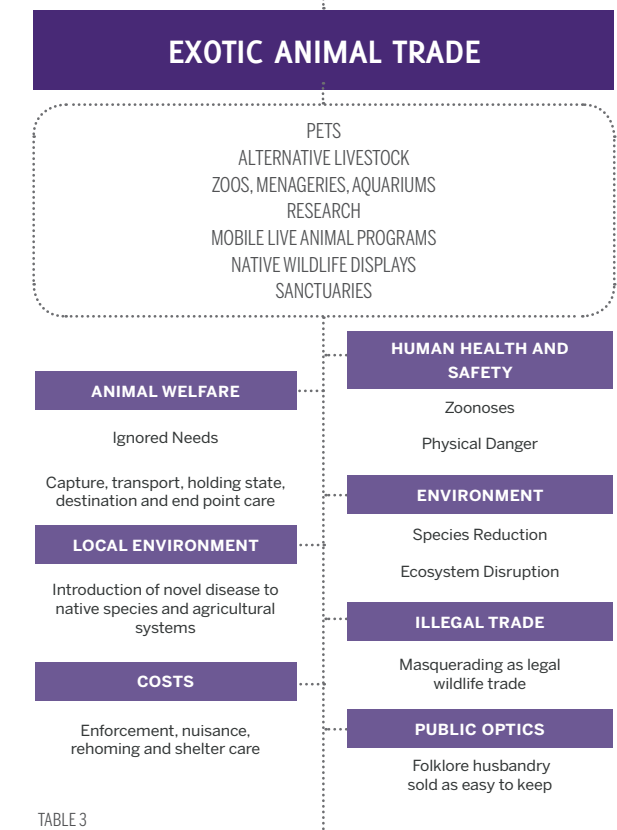 EXOTIC ANIMAL TRADE
PETS
ALTERNATIVE LIVESTOCK
ZOOS, MENAGERIES, AQUARIUMS
RESEARCH
MOBILE LIVE ANIMAL PROGRAMS
NATIVE WILDLIFE DISPLAYS
SANCTUARIES
ANIMAL WELFARE
Ignored Needs
Capture, transport, holding state,
destination and end point care
LOCAL ENVIRONMENT
Introduction of novel disease to
native species and agricultural
systems
COSTS
Enforcement, nuisance,
rehoming and shelter care
HUMAN HEALTH AND
SAFETY
Zoonoses
Physical Danger
ENVIRONMENT
Species Reduction
Ecosystem Disruption
ILLEGAL TRADE
Masquerading as legal
wildlife trade
PUBLIC OPTICS
Folklore husbandry
sold as easy to keep
TABLE 3